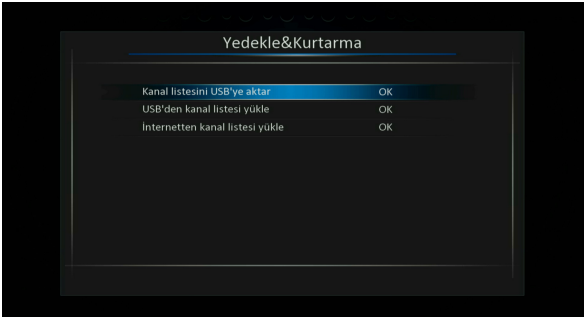 Yedekle&Kurtarma
Kanal listesini USB'ye aktar OK
USB'den kanal listesi yükle OK
İnternetten kanal listesi yükle OK